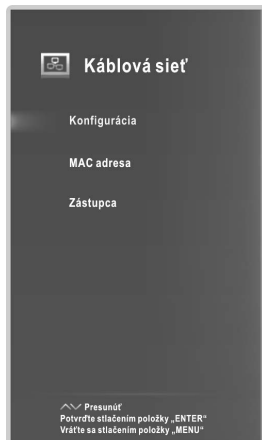 Káblová sieť
Konfigurácia
MAC adresa
Zástupca
Presunúť
Potvrďte stlačením položky „ENTER“
Vráťte sa stlačením položky „MENU“